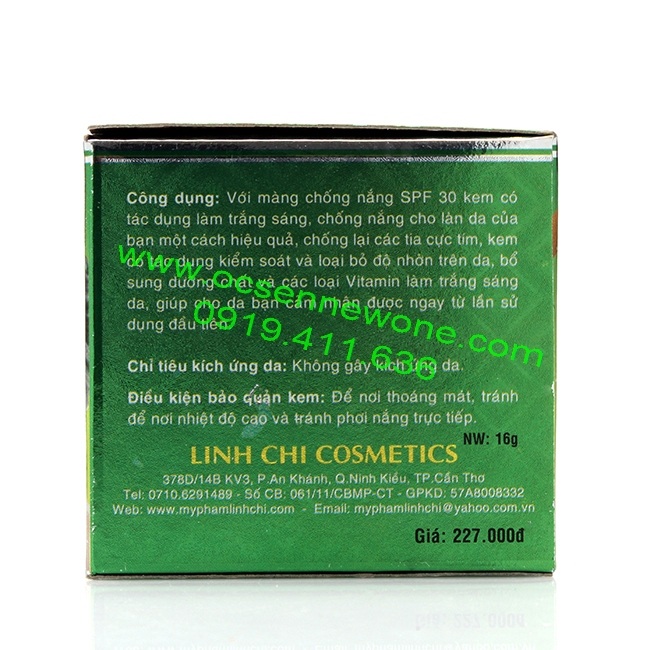 Công dụng: Với màng chống nắng SPF 30 kem có
tác dụng làm trắng sáng, chống nắng cho làn da của
bạn một cách hiệu quả, chống lại các tia cực tím, kem
có tác dụng kiểm soát và loại bỏ độ nhờn trên da, bổ
sung dưỡng chất và các loại Vitamin làm trắng sáng
da, giúp cho da bạn cảm nhận được ngay từ lần sử
dụng đầu tiên.
www.ocsennewone.com
0919.411.636
Chỉ tiêu kích ứng da: Không gây kích ứng da.
Điều kiện bảo quản kem: Để nơi thoáng mát, tránh
để nơi nhiệt độ cao và tránh phơi nắng trực tiếp.
NW: 16g
LINH CHI COSMETICS
378D/14B KV3, P.An Khánh, Q.Ninh Kiều, TP.Cần Thơ
Tel: 0710.6291489 - Số CB: 061/11/CBMP-CT - GPKD: 57A8008332
Web: www.myphamlinhchi.com - Email: myphamlinhchi@yahoo.com.vn
Giá: 227.000đ